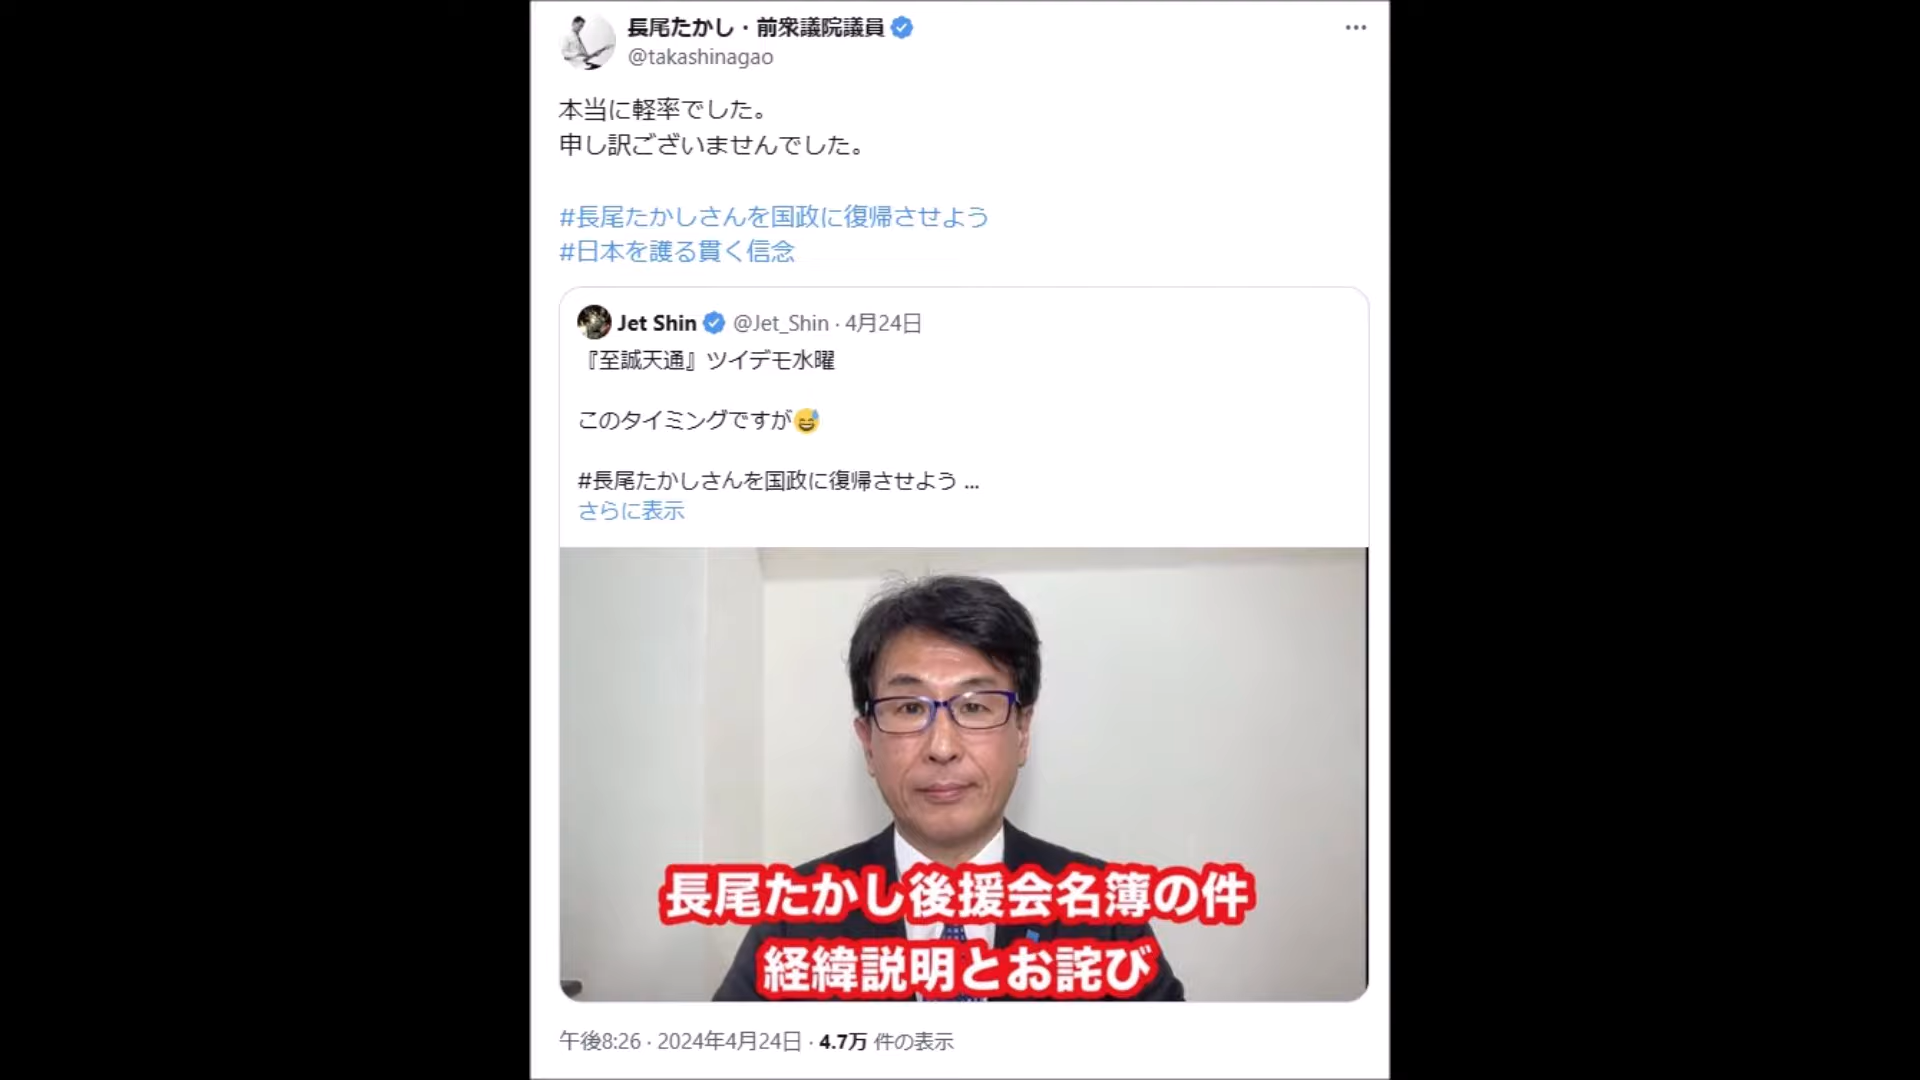 長尾たかし・前衆議院議員
@takashinagao
本当に軽率でした。
申し訳ございませんでした。
#長尾たかしさんを国政に復帰させよう
#日本を護る貫く信念
Jet Shin @Jet_Shin · 4月24日
『至誠天通』ツイデモ水曜
このタイミングですが😅
#長尾たかしさんを国政に復帰させよう ...
さらに表示
長尾たかし後援会名簿の件
経緯説明とお詫び
午後8:26 · 2024年4月24日 · 4.7万 件の表示